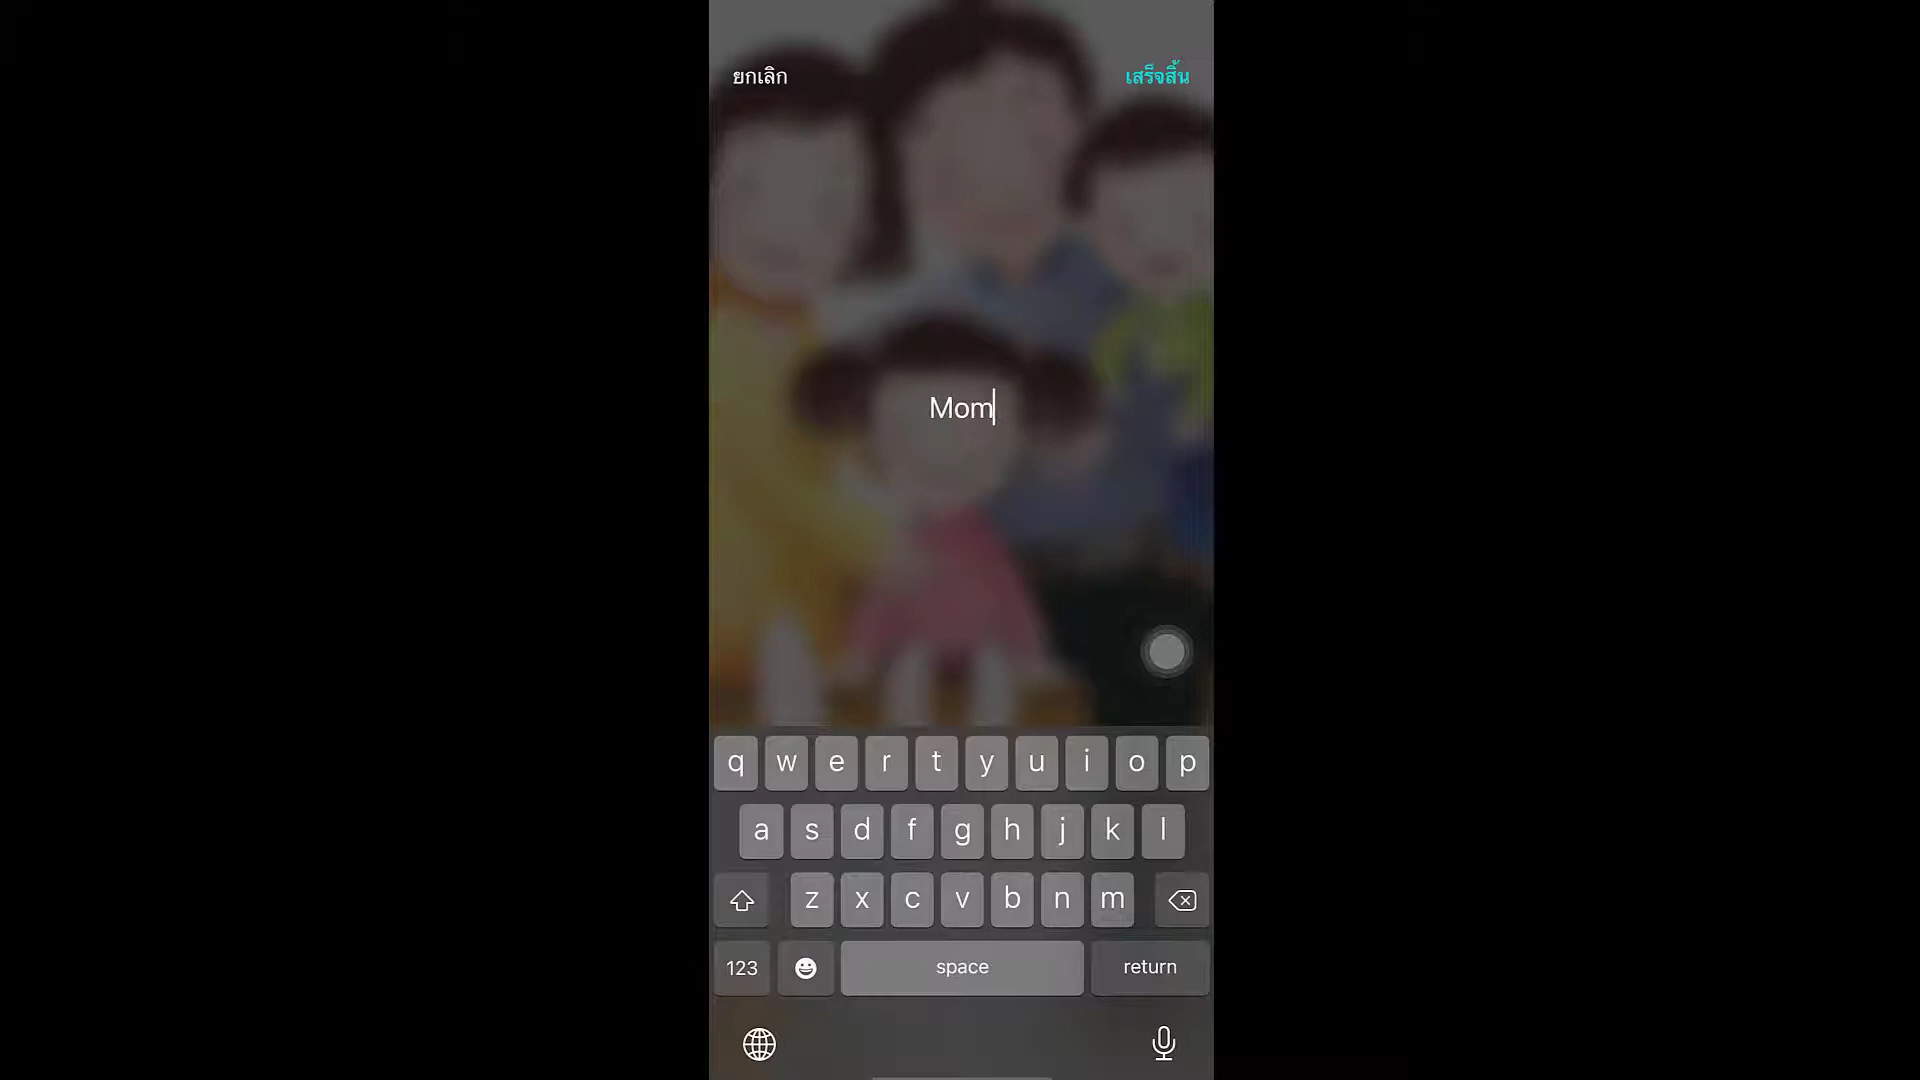 ยกเลิก เสร็จสิ้น
Mom
q w e r t y u i o p
a s d f g h j k l
z x c v b n m
123 space return